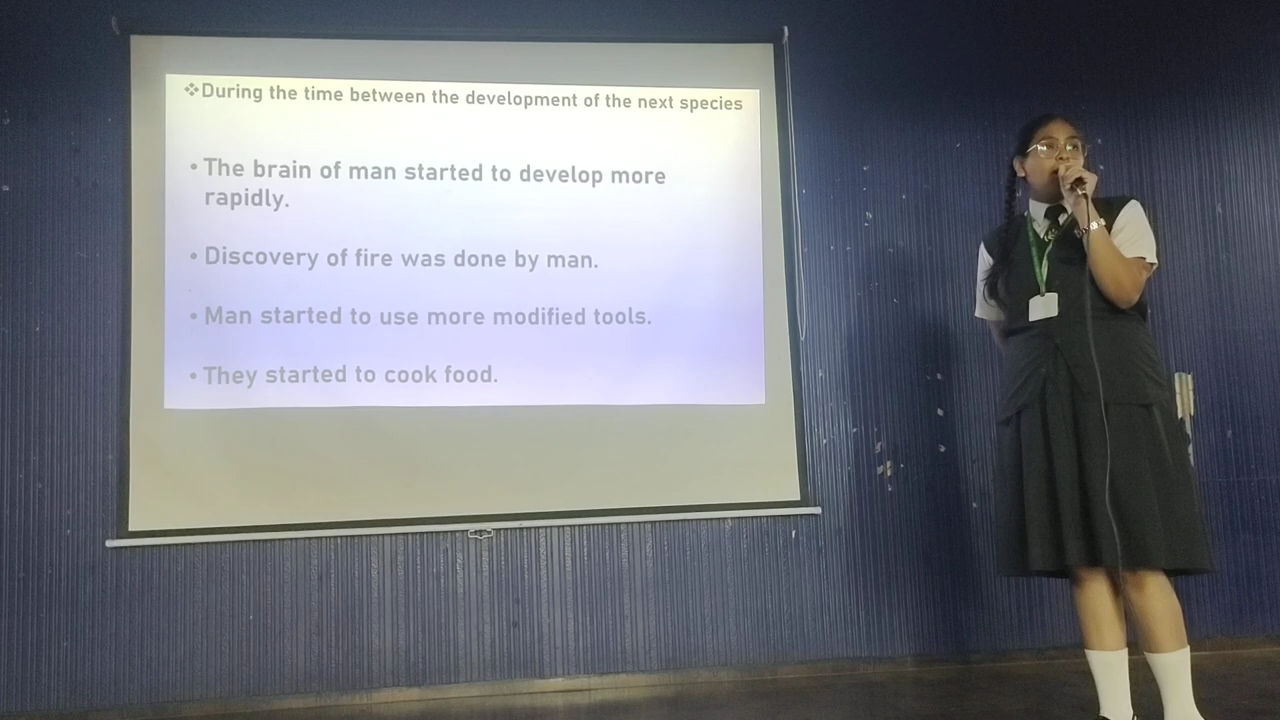 ❖During the time between the development of the next species
• The brain of man started to develop more
rapidly.
• Discovery of fire was done by man.
• Man started to use more modified tools.
• They started to cook food.